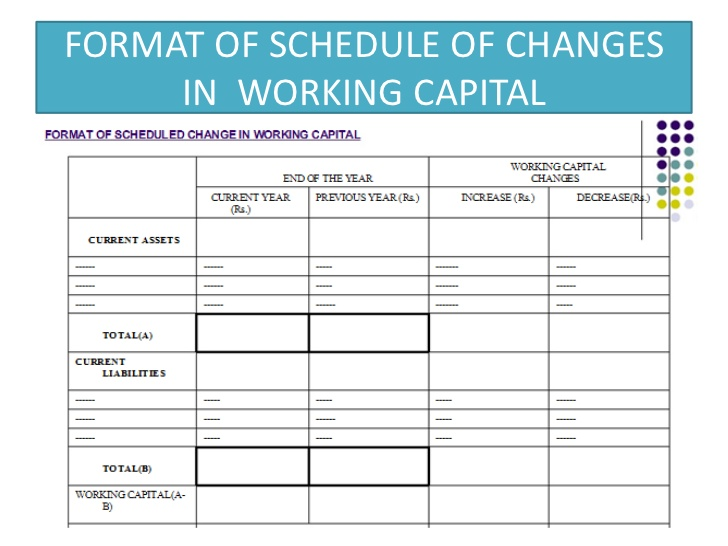 FORMAT OF SCHEDULE OF CHANGES
IN WORKING CAPITAL
FORMAT OF SCHEDULED CHANGE IN WORKING CAPITAL
END OF THE YEAR
WORKING CAPITAL
CHANGES
CURRENT YEAR
(Rs.)
PREVIOUS YEAR (Rs.)
INCREASE (Rs.)
DECREASE(Rs.)
CURRENT ASSETS
------ ------ ----- ------- ------
------ ------ ----- ------- ------
------ ------ ------ ------- -----
TOTAL(A)
CURRENT
LIABILITIES
------ ----- ----- ----- ------
------ ----- ------ ----- ------
------ ----- ----- ----- ------
TOTAL(B)
WORKING CAPITAL(A-
B)